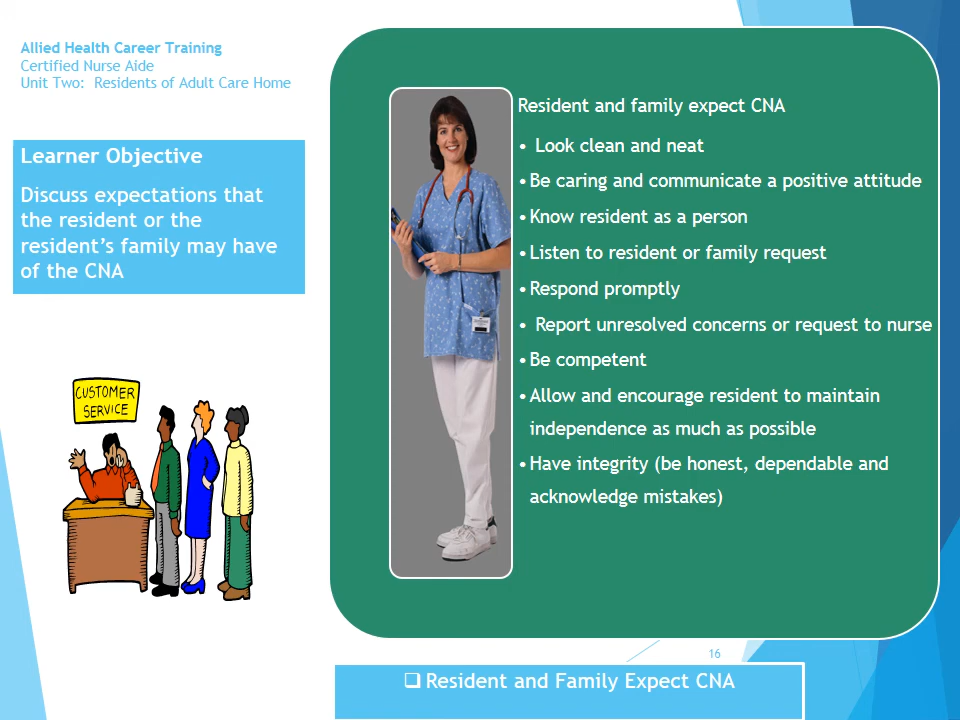 Allied Health Career Training
Certified Nurse Aide
Unit Two: Residents of Adult Care Home
Learner Objective
Discuss expectations that
the resident or the
resident's family may have
of the CNA
CUSTOMER
SERVICE
Resident and family expect CNA
• Look clean and neat
• Be caring and communicate a positive attitude
• Know resident as a person
• Listen to resident or family request
• Respond promptly
• Report unresolved concerns or request to nurse
• Be competent
• Allow and encourage resident to maintain
independence as much as possible
• Have integrity (be honest, dependable and
acknowledge mistakes)
16
❑ Resident and Family Expect CNA